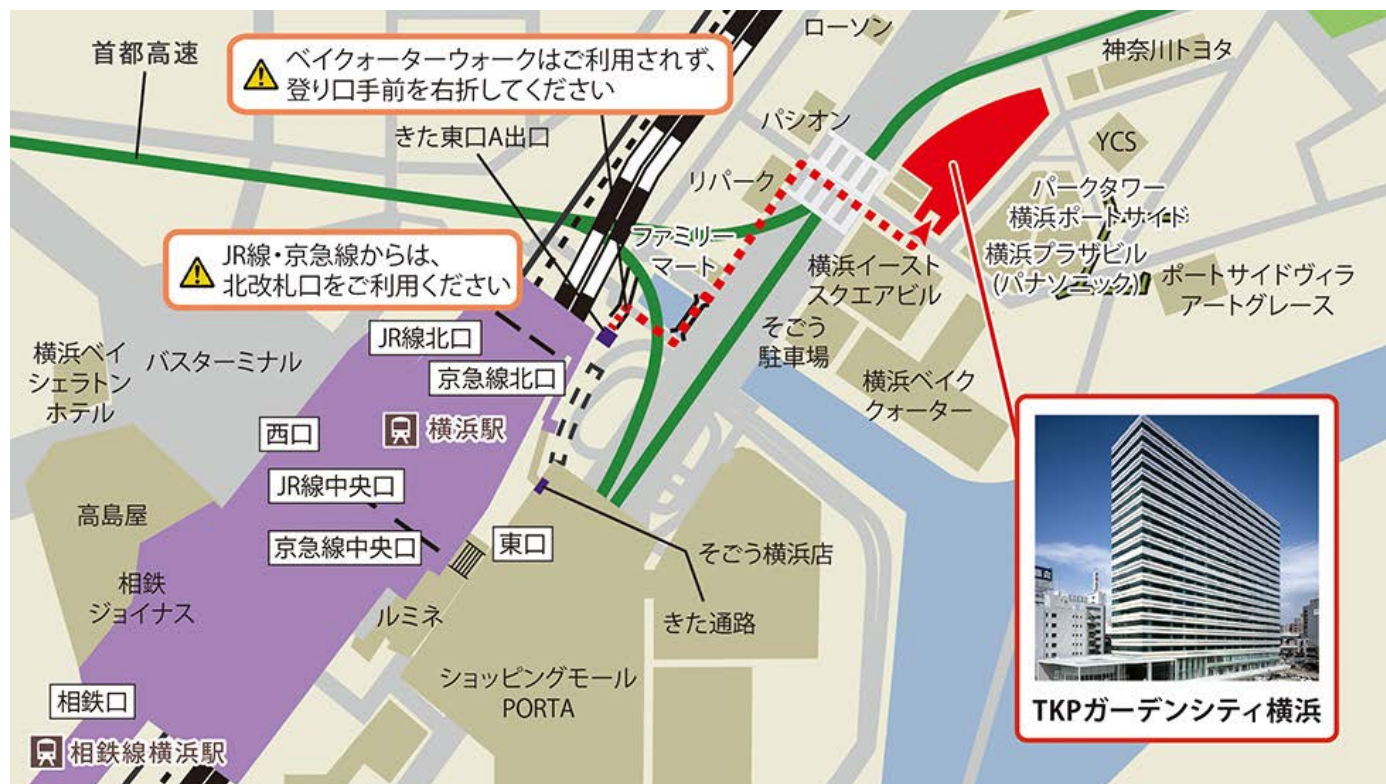 首都高速
ベイクォーターウォークはご利用されず、
登り口手前を右折してください
ローソン
神奈川トヨタ
きた東口A出口
パシオン
YCS
リパーク
パークタワー
横浜ポートサイド
JR線・京急線からは、
北改札口をご利用ください
ファミリー
マート
横浜イースト
スクエアビル
横浜プラザビル
(パナソニック)
ポートサイドヴィラ
アートグレース
JR線北口
そごう
駐車場
横浜ベイ
シェラトン
ホテル
バスターミナル
京急線北口
横浜ベイク
クォーター
西口
横浜駅
JR線中央口
高島屋
京急線中央口
東口
そごう横浜店
相鉄
ジョイナス
ルミネ
きた通路
ショッピングモール
PORTA
相鉄口
TKPガーデンシティ横浜
相鉄線横浜駅